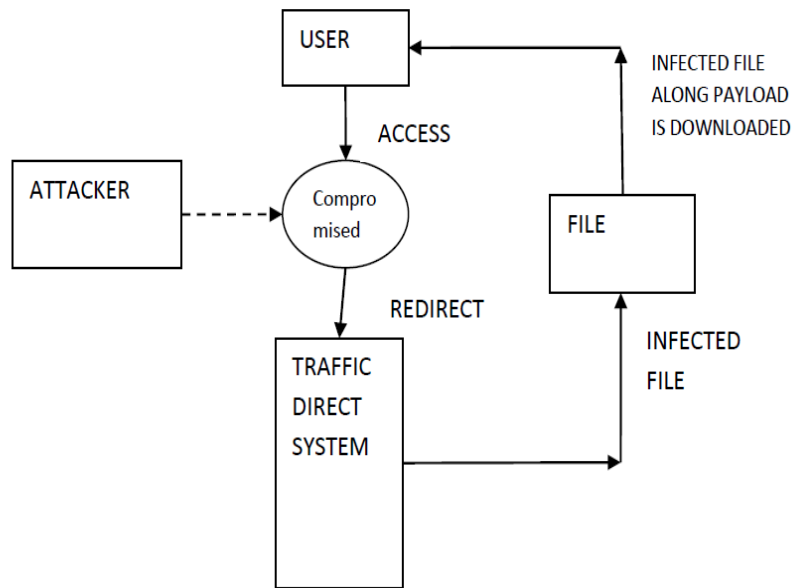 USER
INFECTED FILE
ALONG PAYLOAD
IS DOWNLOADED
ACCESS
ATTACKER
Compro
mised
FILE
REDIRECT
INFECTED
FILE
TRAFFIC
DIRECT
SYSTEM